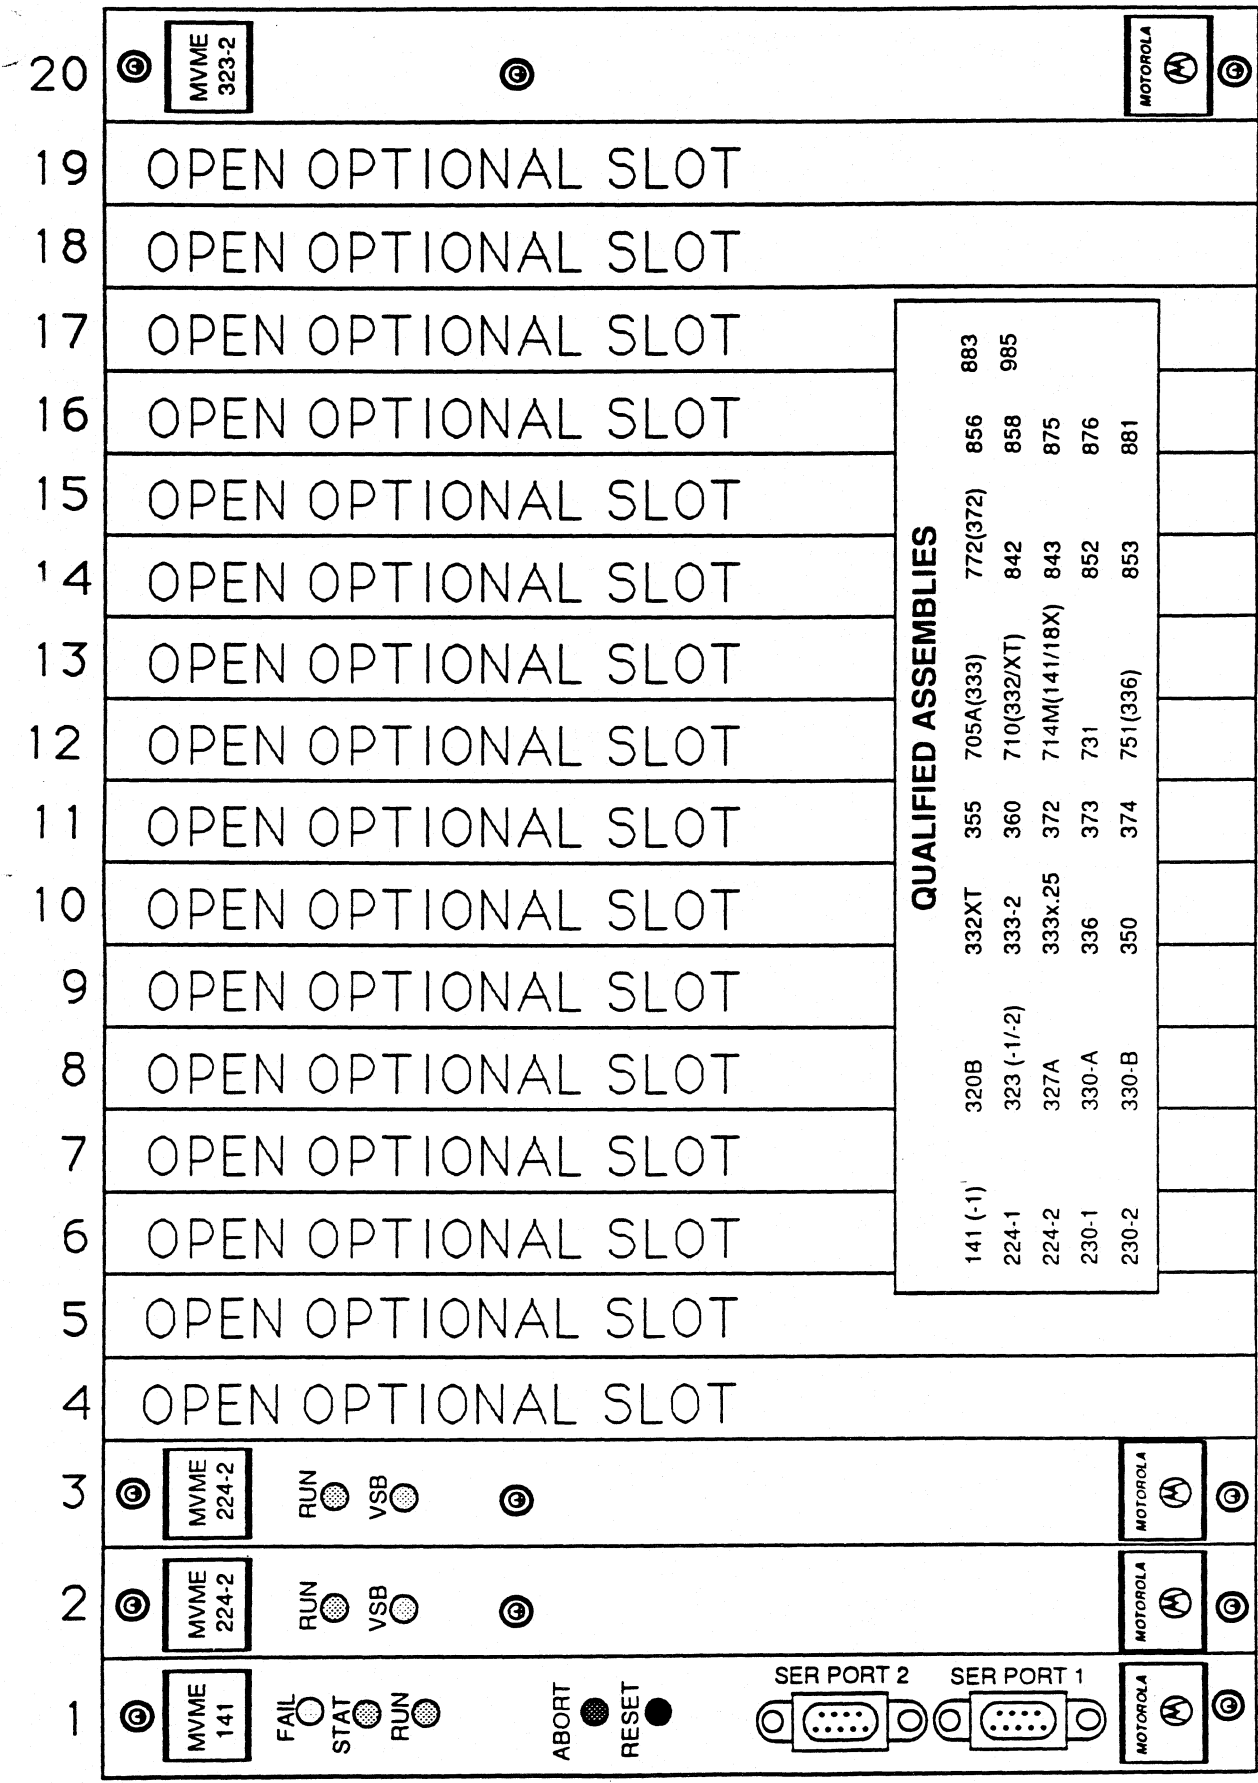 20 MVME 323-2 MOTOROLA
19 OPEN OPTIONAL SLOT
18 OPEN OPTIONAL SLOT
17 OPEN OPTIONAL SLOT
16 OPEN OPTIONAL SLOT
15 OPEN OPTIONAL SLOT
14 OPEN OPTIONAL SLOT
13 OPEN OPTIONAL SLOT
12 OPEN OPTIONAL SLOT
11 OPEN OPTIONAL SLOT
10 OPEN OPTIONAL SLOT
9 OPEN OPTIONAL SLOT
8 OPEN OPTIONAL SLOT
7 OPEN OPTIONAL SLOT
6 OPEN OPTIONAL SLOT
5 OPEN OPTIONAL SLOT
4 OPEN OPTIONAL SLOT
3 MVME 224-2 RUN VSB MOTOROLA
2 MVME 224-2 RUN VSB MOTOROLA
1 MVME 141 FAIL STAT RUN ABORT RESET SER PORT 2 SER PORT 1 MOTOROLA
QUALIFIED ASSEMBLIES
141 (-1) 320B 332XT 355 705A(333) 772(372) 856 883
224-1 323 (-1/-2) 333-2 360 710(332/XT) 842 858 985
224-2 327A 333x.25 372 714M(141/18X) 843 875
230-1 330-A 336 373 731 852 876
230-2 330-B 350 374 751(336) 853 881